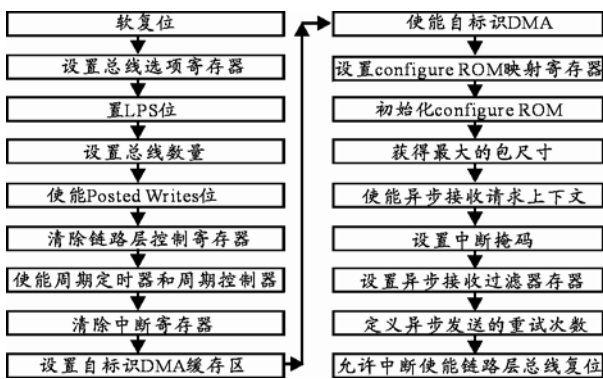 软复位
设置总线选项寄存器
置LPS位
设置总线数量
使能Posted Writes位
清除链路层控制寄存器
使能周期定时器和周期控制器
清除中断寄存器
设置自标识DMA缓存区
使能自标识DMA
设置configure ROM映射寄存器
初始化configure ROM
获得最大的包尺寸
使能异步接收请求上下文
设置中断掩码
设置异步接收过滤器存器
定义异步发送的重试次数
允许中断使能链路层总线复位